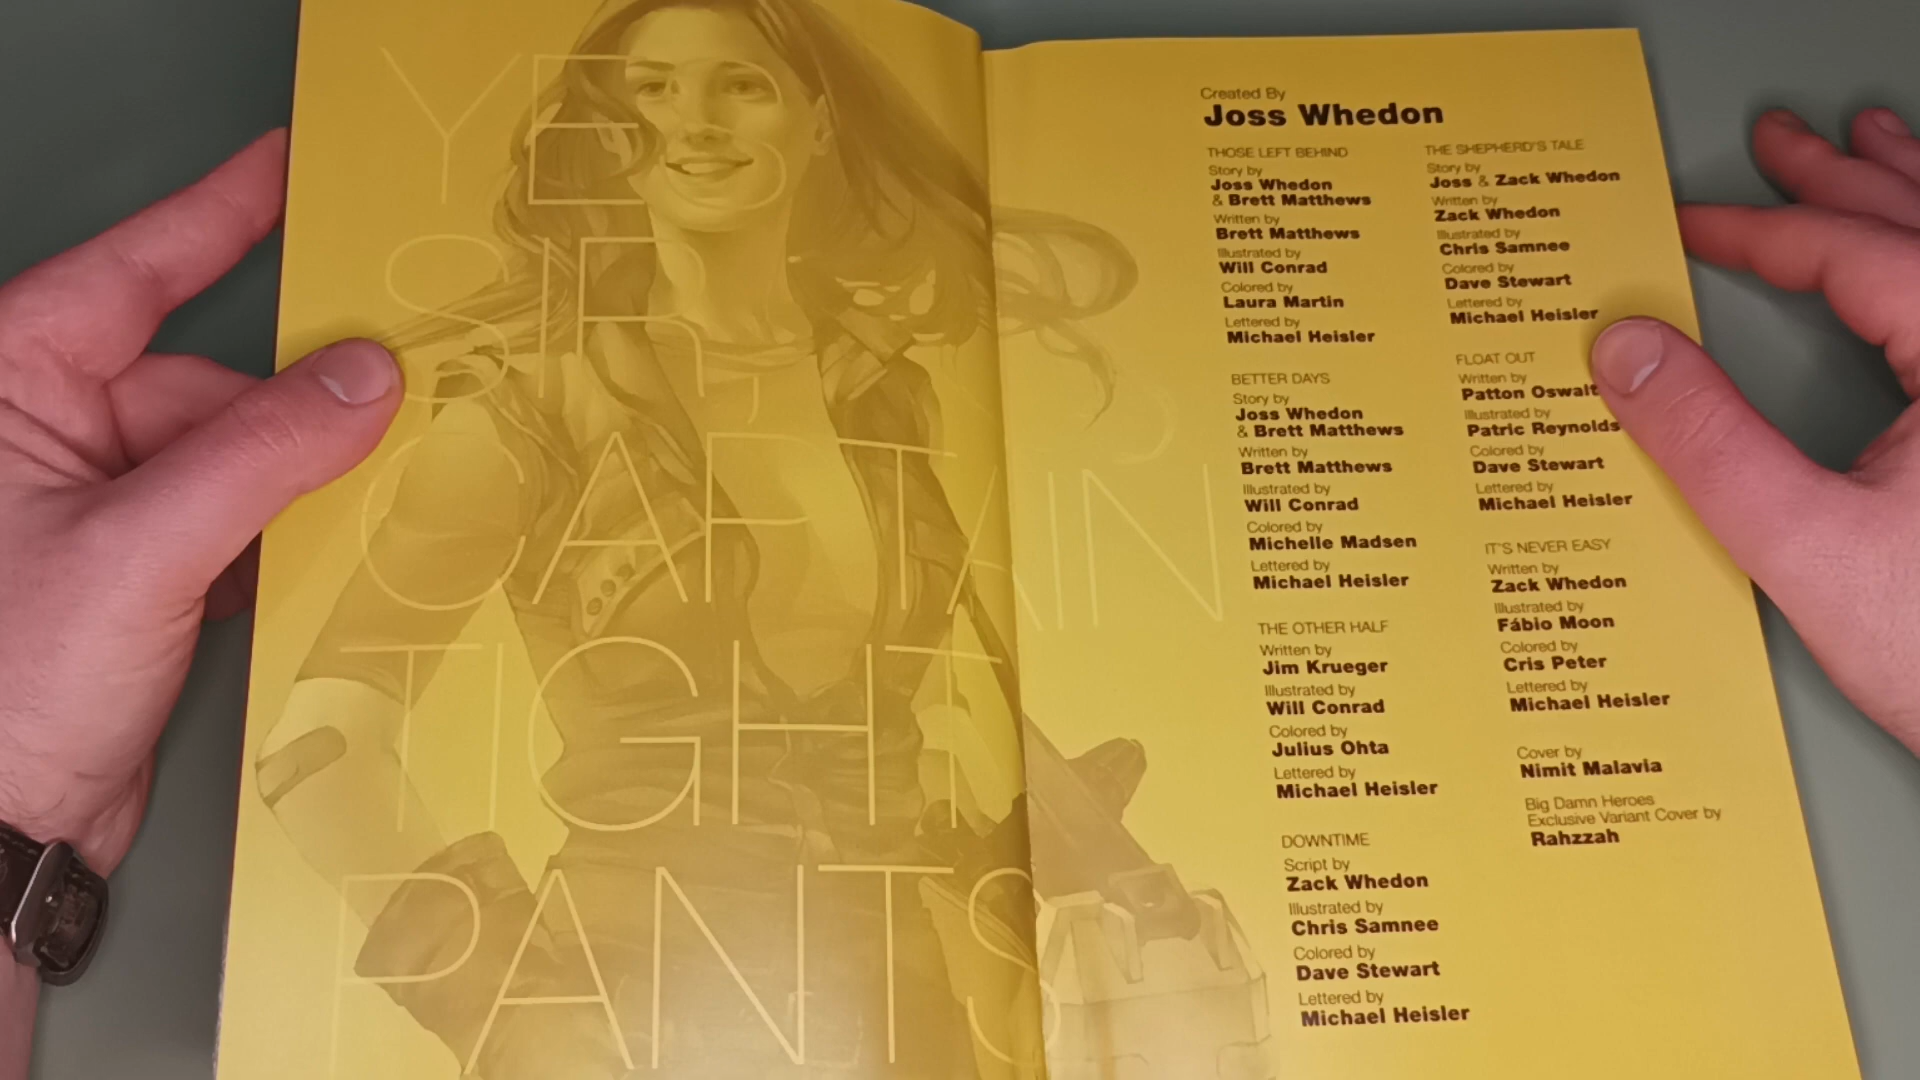 YES
SIR,
CAPTAIN
TIGHT
PANTS
Created By
Joss Whedon
THOSE LEFT BEHIND
Story by
Joss Whedon
& Brett Matthews
Written by
Brett Matthews
Illustrated by
Will Conrad
Colored by
Laura Martin
Lettered by
Michael Heisler
BETTER DAYS
Story by
Joss Whedon
& Brett Matthews
Written by
Brett Matthews
Illustrated by
Will Conrad
Colored by
Michelle Madsen
Lettered by
Michael Heisler
THE OTHER HALF
Written by
Jim Krueger
Illustrated by
Will Conrad
Colored by
Julius Ohta
Lettered by
Michael Heisler
DOWNTIME
Script by
Zack Whedon
Illustrated by
Chris Samnee
Colored by
Dave Stewart
Lettered by
Michael Heisler
THE SHEPHERD'S TALE
Story by
Joss & Zack Whedon
Written by
Zack Whedon
Illustrated by
Chris Samnee
Colored by
Dave Stewart
Lettered by
Michael Heisler
FLOAT OUT
Written by
Patton Oswalt
Illustrated by
Patric Reynolds
Colored by
Dave Stewart
Lettered by
Michael Heisler
IT'S NEVER EASY
Written by
Zack Whedon
Illustrated by
Fábio Moon
Colored by
Cris Peter
Lettered by
Michael Heisler
Cover by
Nimit Malavia
Big Damn Heroes
Exclusive Variant Cover by
Rahzzah